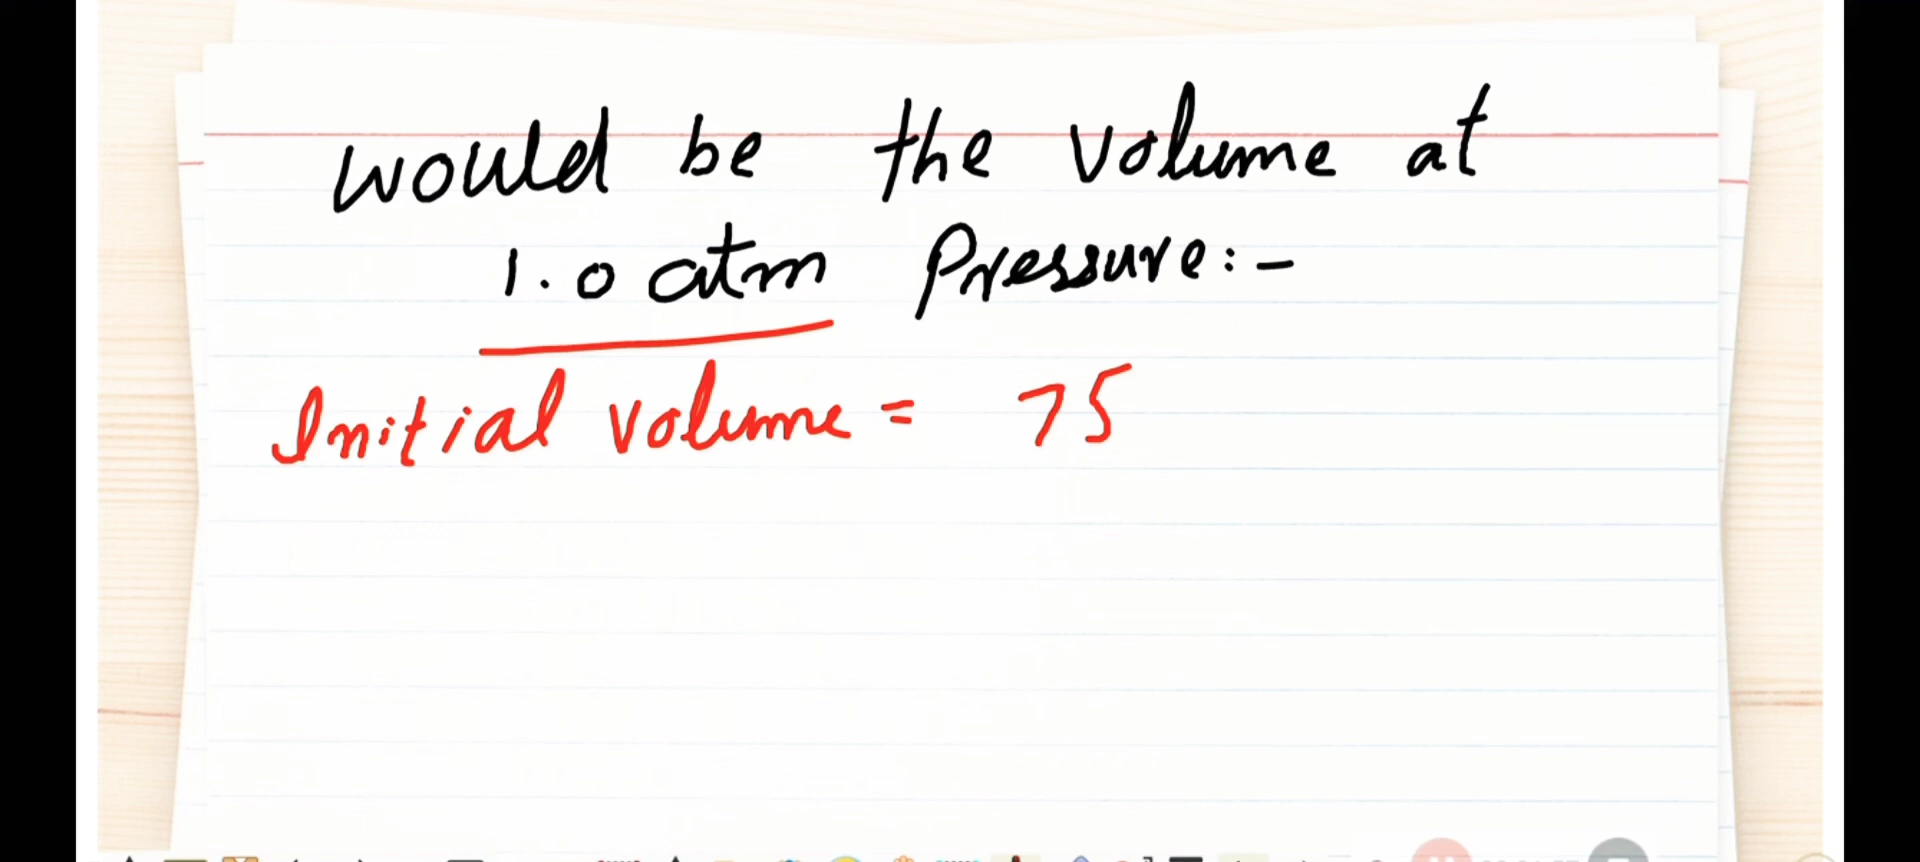 would be the volume at
1.0 atm Pressure:-
Initial volume = 75